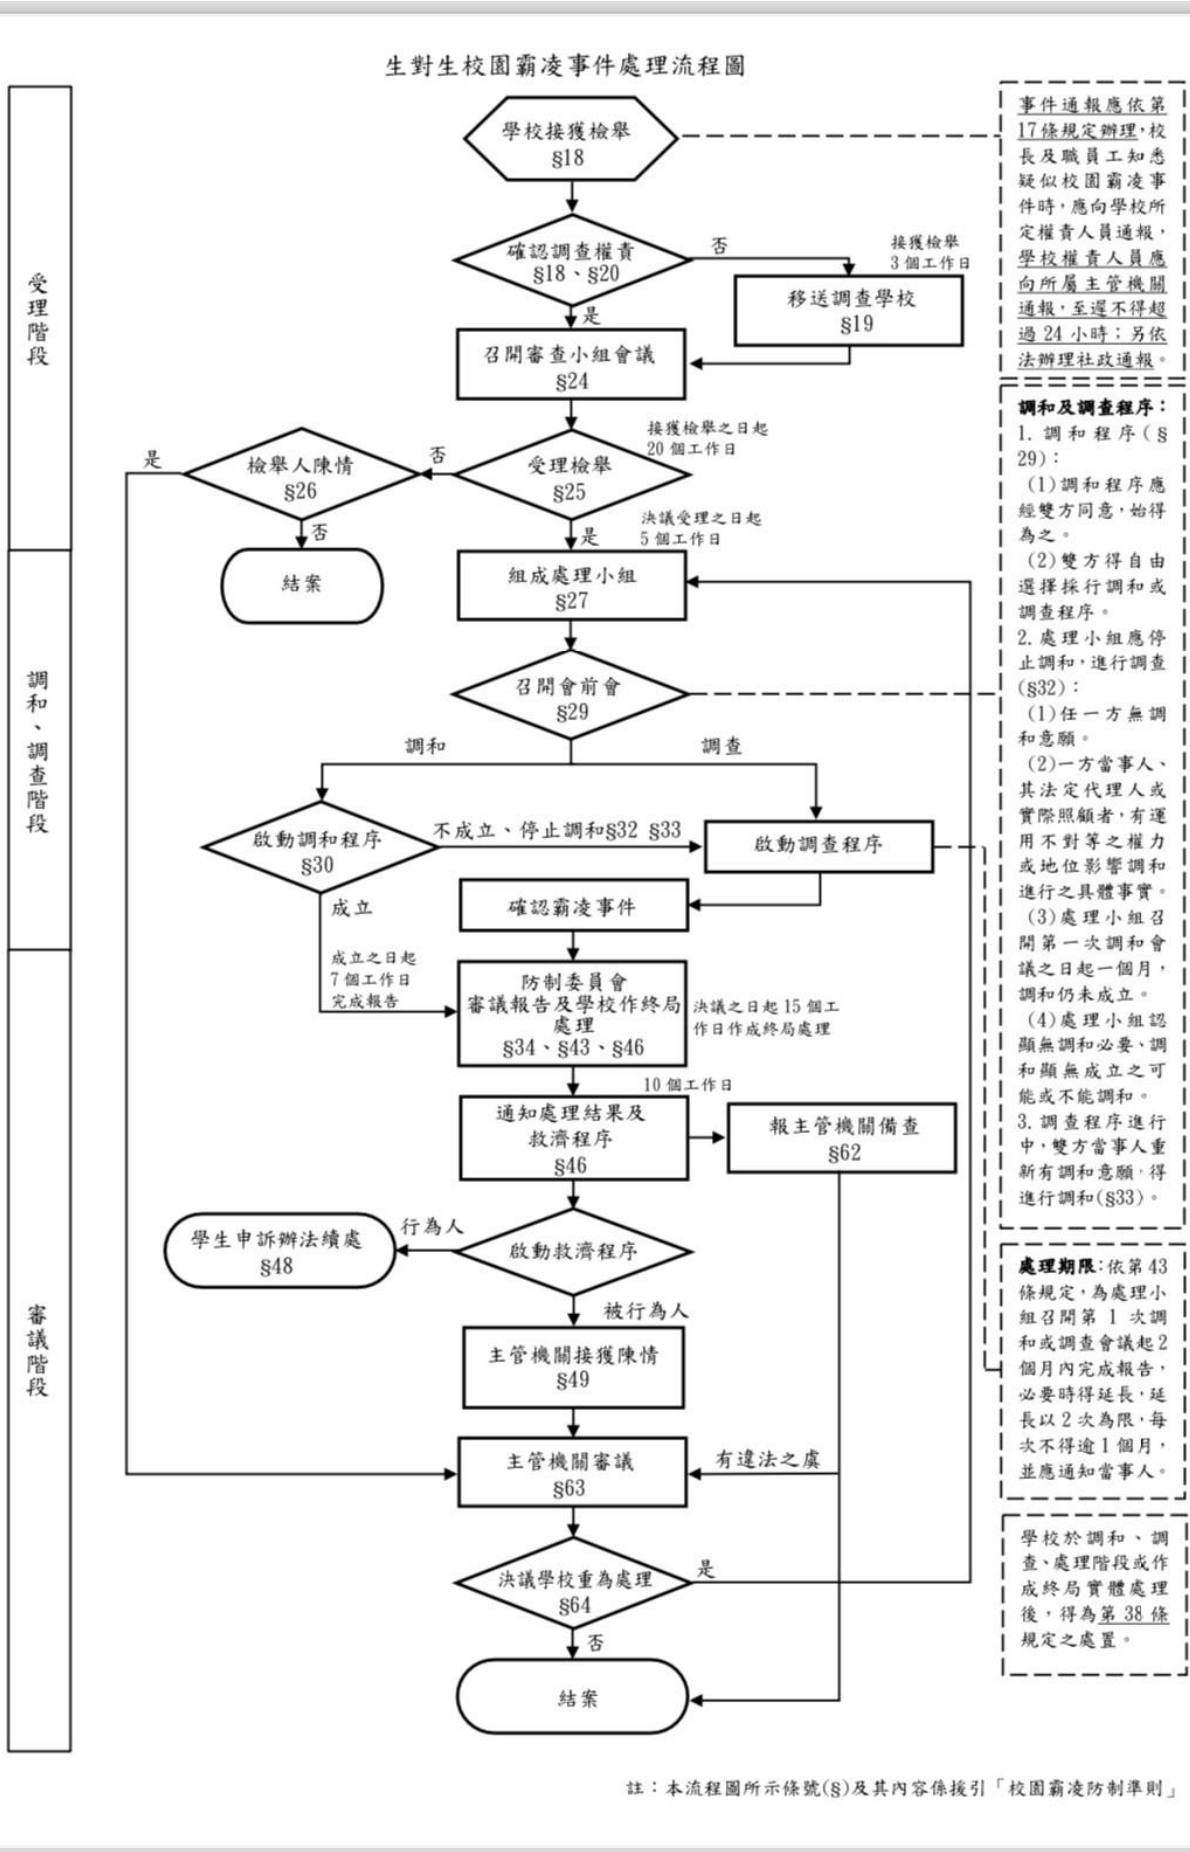 生對生校園霸凌事件處理流程圖
受理階段
學校接獲檢舉
§18
確認調查權責
§18、§20
否
接獲檢舉
3個工作日
移送調查學校
§19
是
召開審查小組會議
§24
接獲檢舉之日起
20個工作日
受理檢舉
§25
否
檢舉人陳情
§26
是
否
結案
決議受理之日起
5個工作日
是
調和、調查階段
組成處理小組
§27
召開會前會
§29
調和
調查
啟動調和程序
§30
不成立、停止調和§32 §33
啟動調查程序
成立
確認霸凌事件
審議階段
成立之日起
7個工作日
完成報告
防制委員會
審議報告及學校作終局
處理
§34、§43、§46
決議之日起15個工
作日作成終局處理
10個工作日
通知處理結果及
救濟程序
§46
報主管機關備查
§62
啟動救濟程序
行為人
學生申訴辦法續處
§48
被行為人
主管機關接獲陳情
§49
主管機關審議
§63
有違法之虞
決議學校重為處理
§64
是
否
結案
事件通報應依第
17條規定辦理,校
長及職員工知悉
疑似校園霸凌事
件時,應向學校所
定權責人員通報,
學校權責人員應
向所屬主管機關
通報,至遲不得超
過24小時;另依
法辦理社政通報。
調和及調查程序:
1.調和程序(§
29):
(1)調和程序應
經雙方同意,始得
為之。
(2)雙方得自由
選擇採行調和或
調查程序。
2.處理小組應停
止調和,進行調查
(§32):
(1)任一方無調
和意願。
(2)一方當事人、
其法定代理人或
實際照顧者,有運
用不對等之權力
或地位影響調和
進行之具體事實。
(3)處理小組召
開第一次調和會
議之日起一個月,
調和仍未成立。
(4)處理小組認
顯無調和必要、調
和顯無成立之可
能或不能調和。
3.調查程序進行
中,雙方當事人重
新有調和意願,得
進行調和(§33)。
處理期限:依第43
條規定,為處理小
組召開第1次調
和或調查會議起2
個月內完成報告,
必要時得延長,延
長以2次為限,每
次不得逾1個月,
並應通知當事人。
學校於調和、調
查、處理階段或作
成終局實體處理
後,得為第38條
規定之處置。
註:本流程圖所示條號(§)及其內容係援引「校園霸凌防制準則」